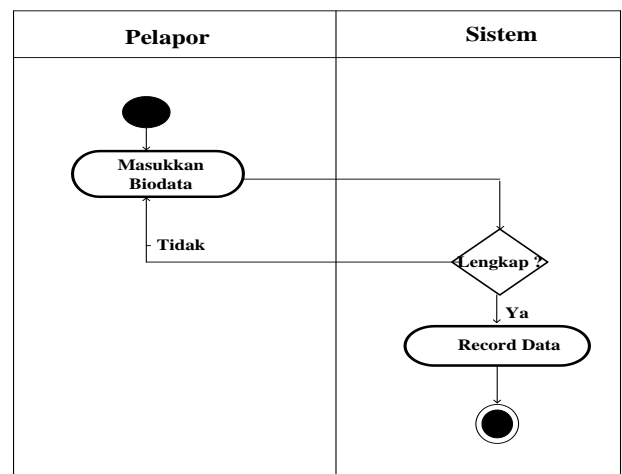 Pelapor
Sistem
Masukkan
Biodata
Tidak
Lengkap ?
Ya
Record Data